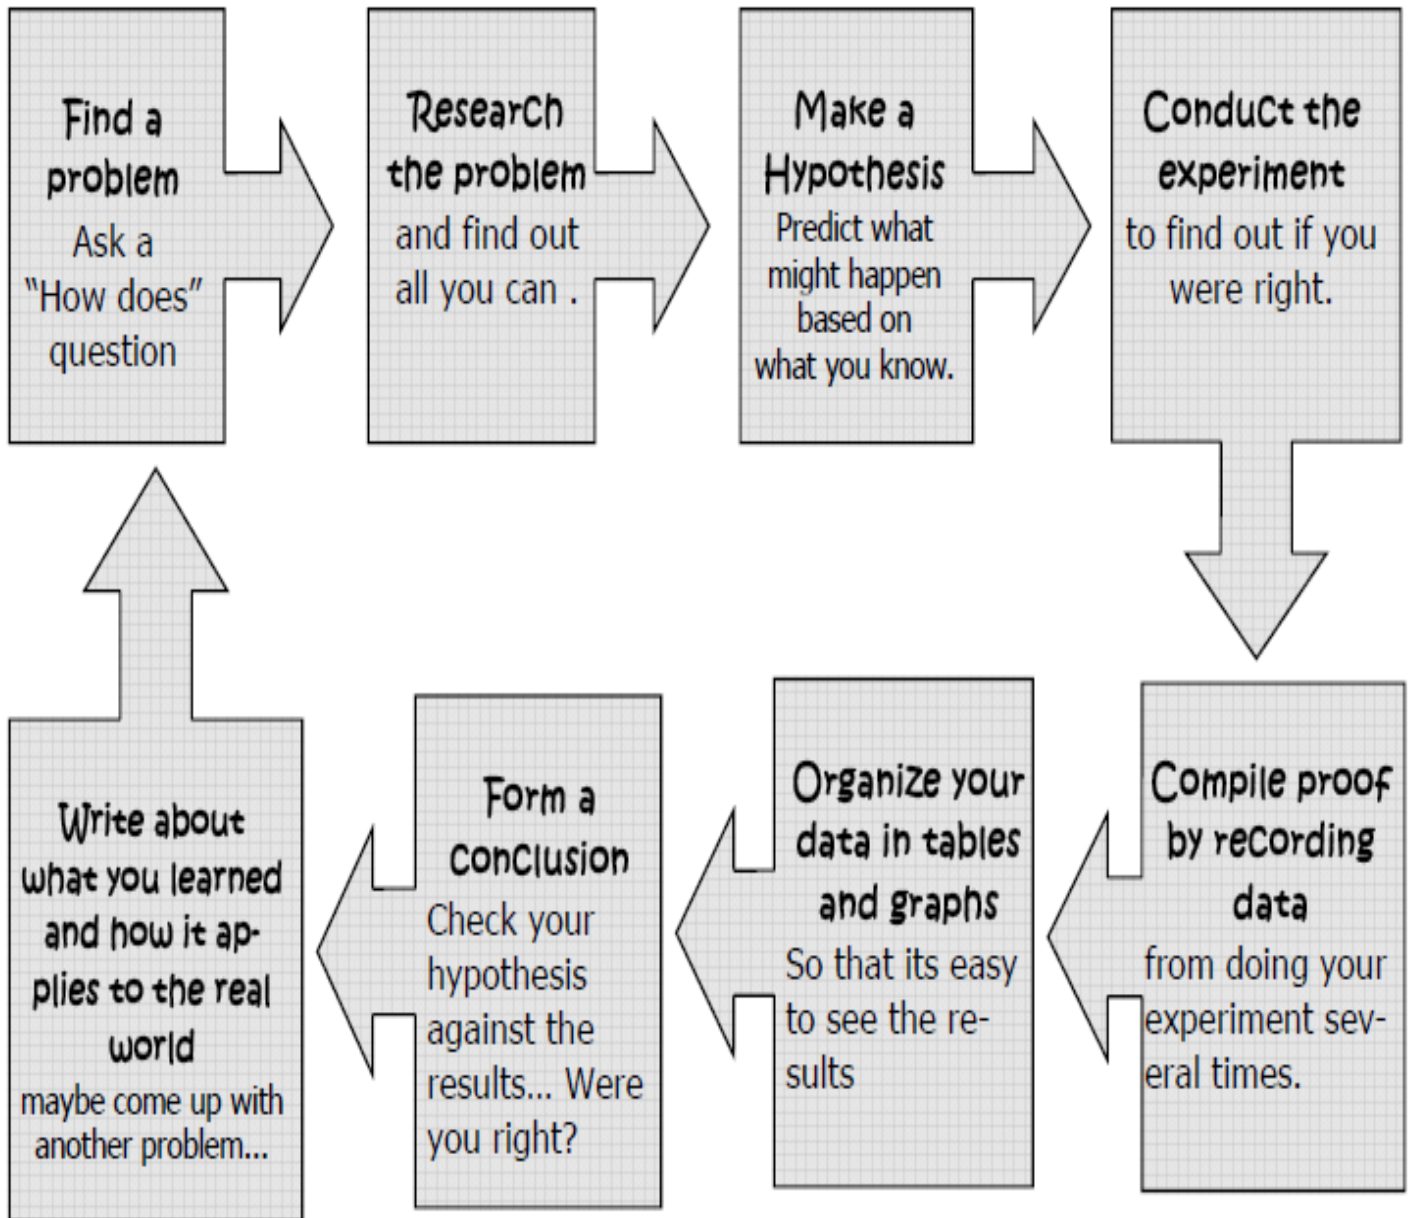 Find a
problem
Ask a
“How does”
question
Research
the problem
and find out
all you can .
Make a
Hypothesis
Predict what
might happen
based on
what you know.
Conduct the
experiment
to find out if you
were right.
Compile proof
by recording
data
from doing your
experiment sev-
eral times.
Organize your
data in tables
and graphs
So that its easy
to see the re-
sults
Form a
conclusion
Check your
hypothesis
against the
results... Were
you right?
Write about
what you learned
and how it ap-
plies to the real
world
maybe come up with
another problem...